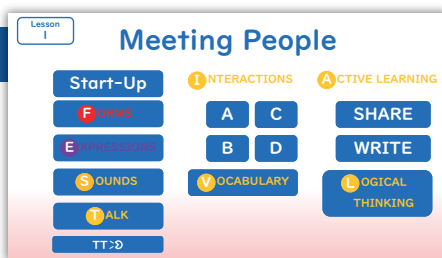 Lesson
1
Meeting People
Start-Up
INTERACTIONS
ACTIVE LEARNING
FORMS
A
C
SHARE
EXPRESSIONS
B
D
WRITE
SOUNDS
VOCABULARY
LOGICAL
THINKING
TALK